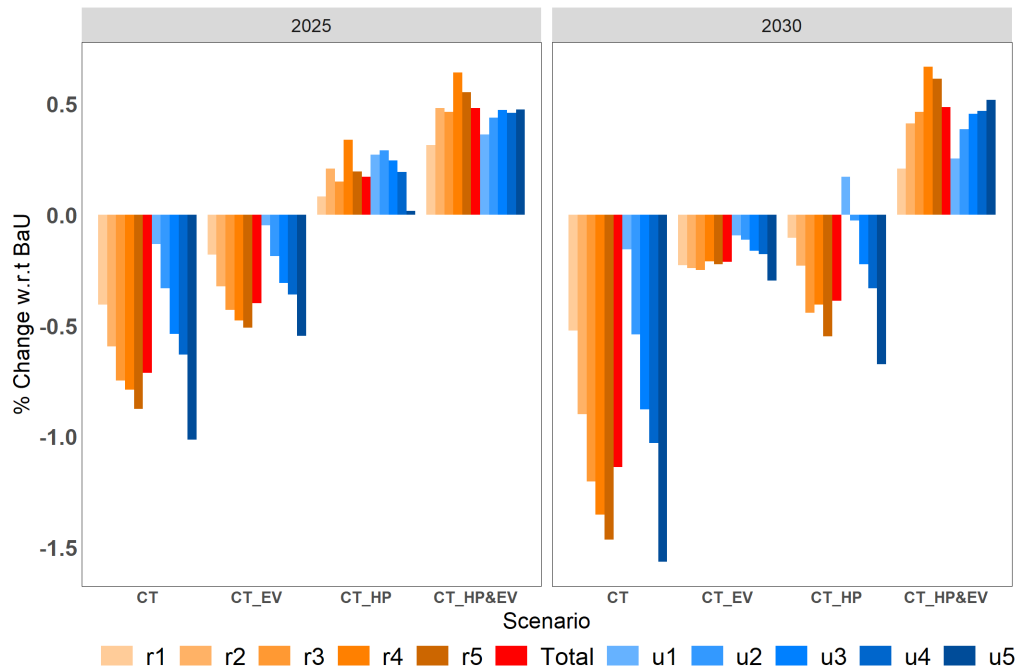 2025 2030
% Change w.r.t BaU
0.5
0.0
-0.5
-1.0
-1.5
CT CT_EV CT_HP CT_HP&EV CT CT_EV CT_HP CT_HP&EV
Scenario
r1 r2 r3 r4 r5 Total u1 u2 u3 u4 u5